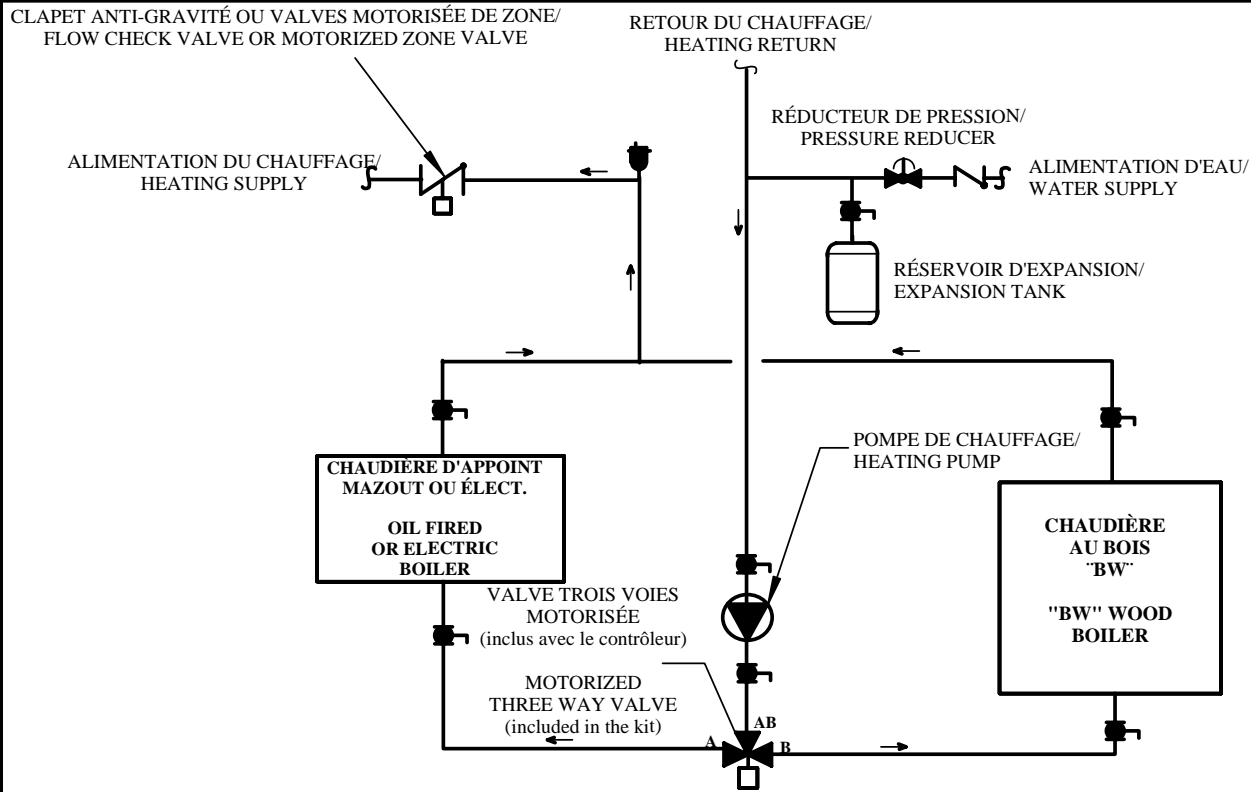 CLAPET ANTI-GRAVITÉ OU VALVES MOTORISÉE DE ZONE/
FLOW CHECK VALVE OR MOTORIZED ZONE VALVE
RETOUR DU CHAUFFAGE/
HEATING RETURN
RÉDUCTEUR DE PRESSION/
PRESSURE REDUCER
ALIMENTATION DU CHAUFFAGE/
HEATING SUPPLY
ALIMENTATION D'EAU/
WATER SUPPLY
RÉSERVOIR D'EXPANSION/
EXPANSION TANK
POMPE DE CHAUFFAGE/
HEATING PUMP
CHAUDIÈRE D'APPOINT
MAZOUT OU ÉLECT.
OIL FIRED
OR ELECTRIC
BOILER
CHAUDIÈRE
AU BOIS
¨BW¨
"BW" WOOD
BOILER
VALVE TROIS VOIES
MOTORISÉE
(inclus avec le contrôleur)
MOTORIZED
THREE WAY VALVE
(included in the kit)
AB
A
B